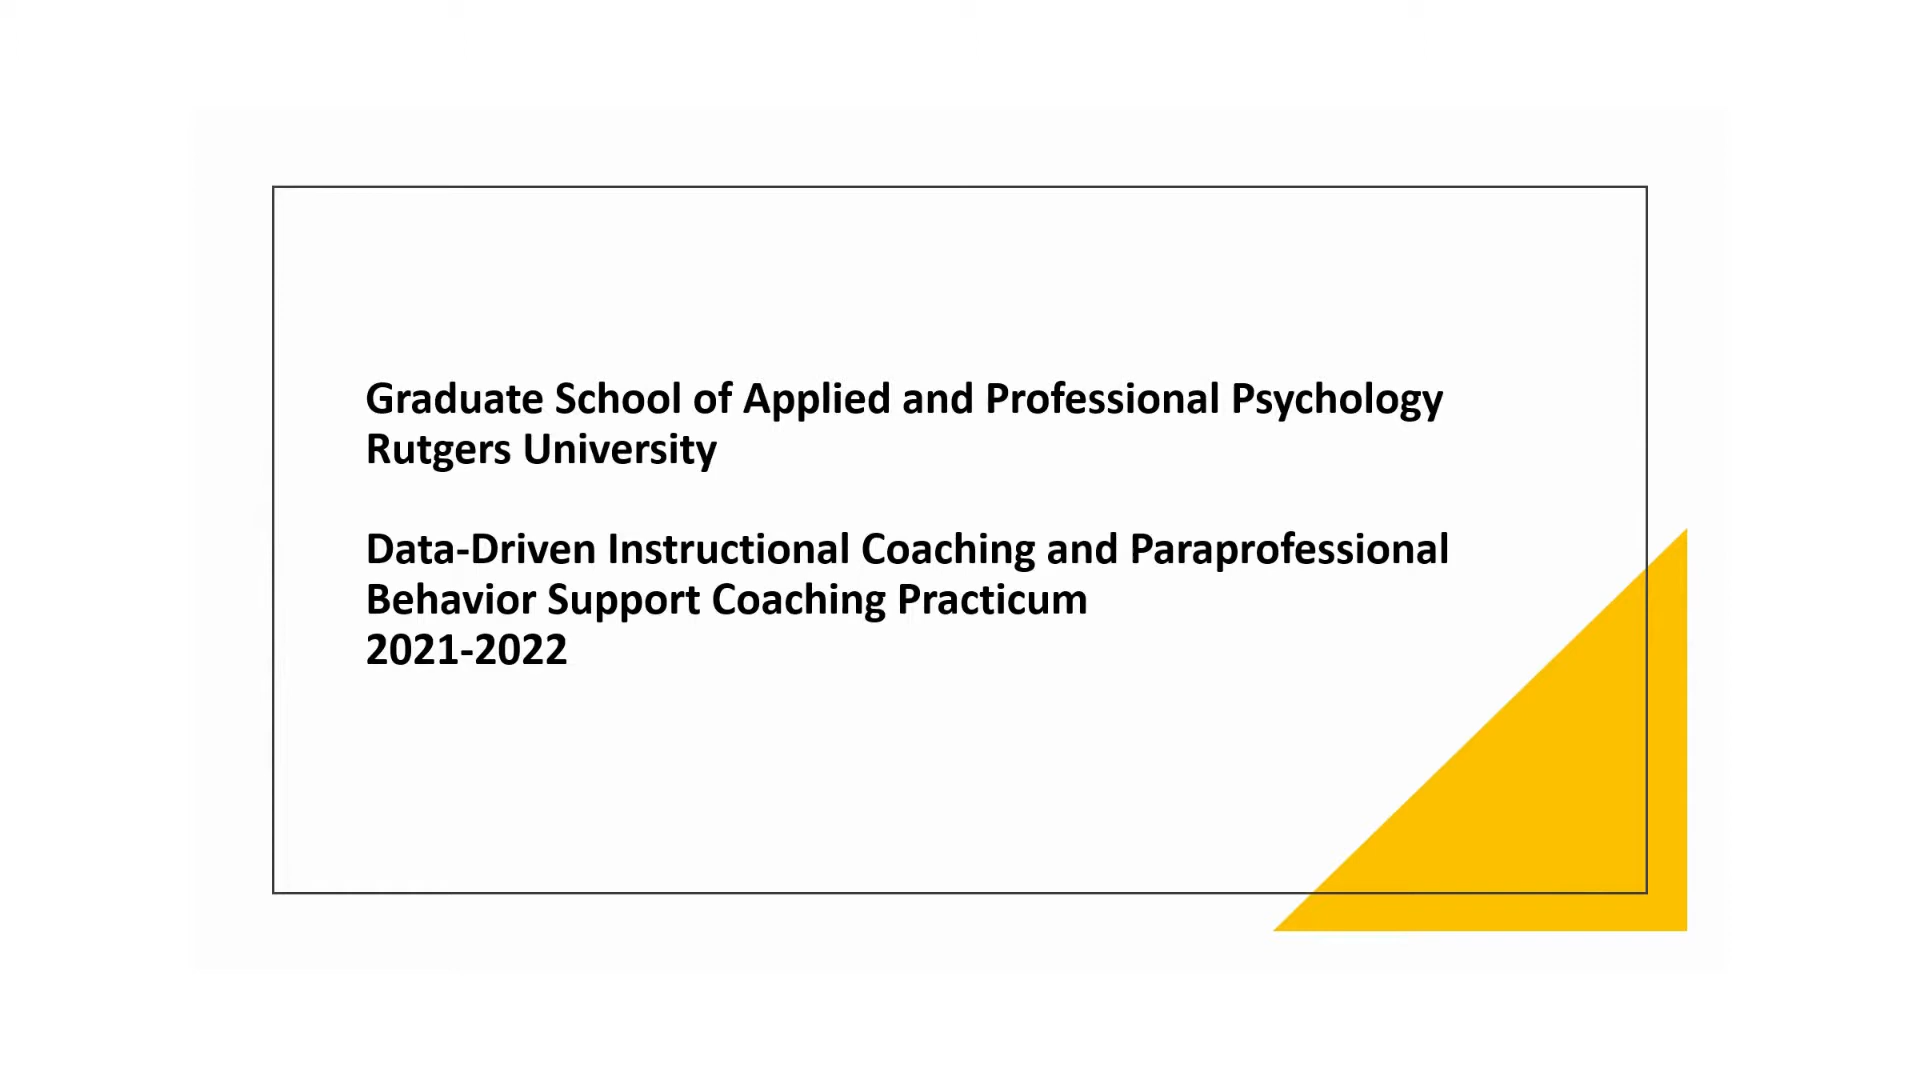 Graduate School of Applied and Professional Psychology
Rutgers University
Data-Driven Instructional Coaching and Paraprofessional
Behavior Support Coaching Practicum
2021-2022